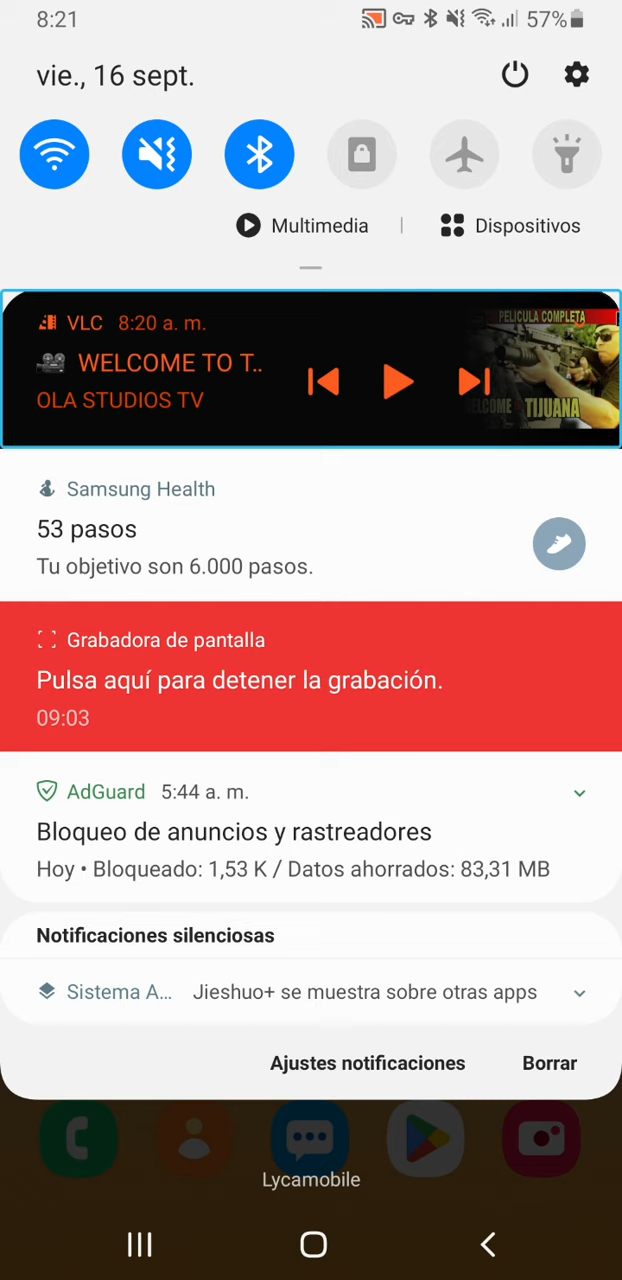 8:21
57%
vie., 16 sept.
Multimedia | Dispositivos
VLC 8:20 a. m.
WELCOME TO T..
OLA STUDIOS TV
PELICULA COMPLETA
TIJUANA
Samsung Health
53 pasos
Tu objetivo son 6.000 pasos.
Grabadora de pantalla
Pulsa aquí para detener la grabación.
09:03
AdGuard 5:44 a. m.
Bloqueo de anuncios y rastreadores
Hoy • Bloqueado: 1,53 K / Datos ahorrados: 83,31 MB
Notificaciones silenciosas
Sistema A... Jieshuo+ se muestra sobre otras apps
Ajustes notificaciones Borrar
Lycamobile